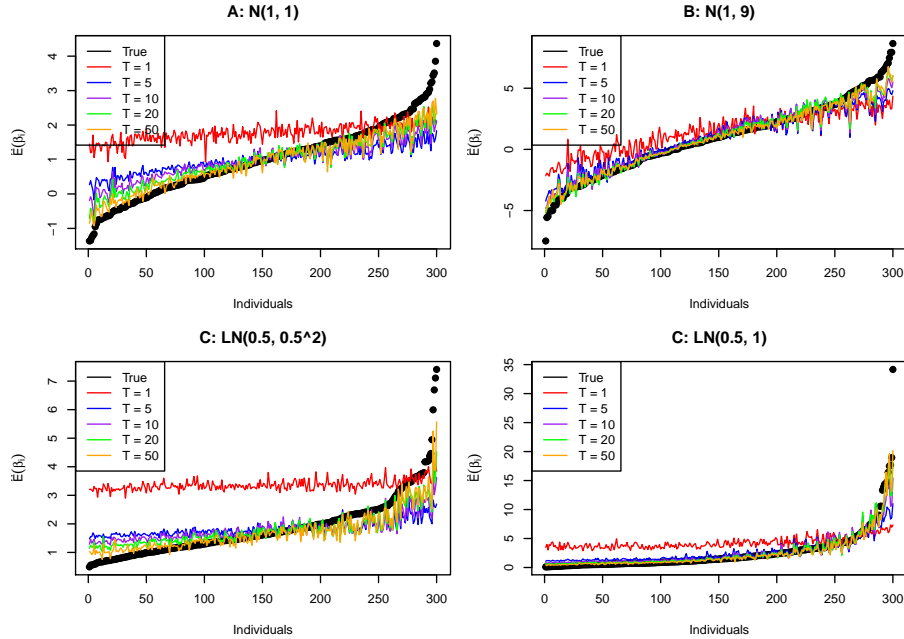 A: N(1, 1)
Ë(βᵢ)
4
3
2
1
0
−1
True
T = 1
T = 5
T = 10
T = 20
T = 50
0
50
100
150
200
250
300
Individuals
B: N(1, 9)
Ë(βᵢ)
5
0
−5
True
T = 1
T = 5
T = 10
T = 20
T = 50
0
50
100
150
200
250
300
Individuals
C: LN(0.5, 0.5^2)
Ë(βᵢ)
7
6
5
4
3
2
1
True
T = 1
T = 5
T = 10
T = 20
T = 50
0
50
100
150
200
250
300
Individuals
C: LN(0.5, 1)
Ë(βᵢ)
35
30
25
20
15
10
5
0
True
T = 1
T = 5
T = 10
T = 20
T = 50
0
50
100
150
200
250
300
Individuals